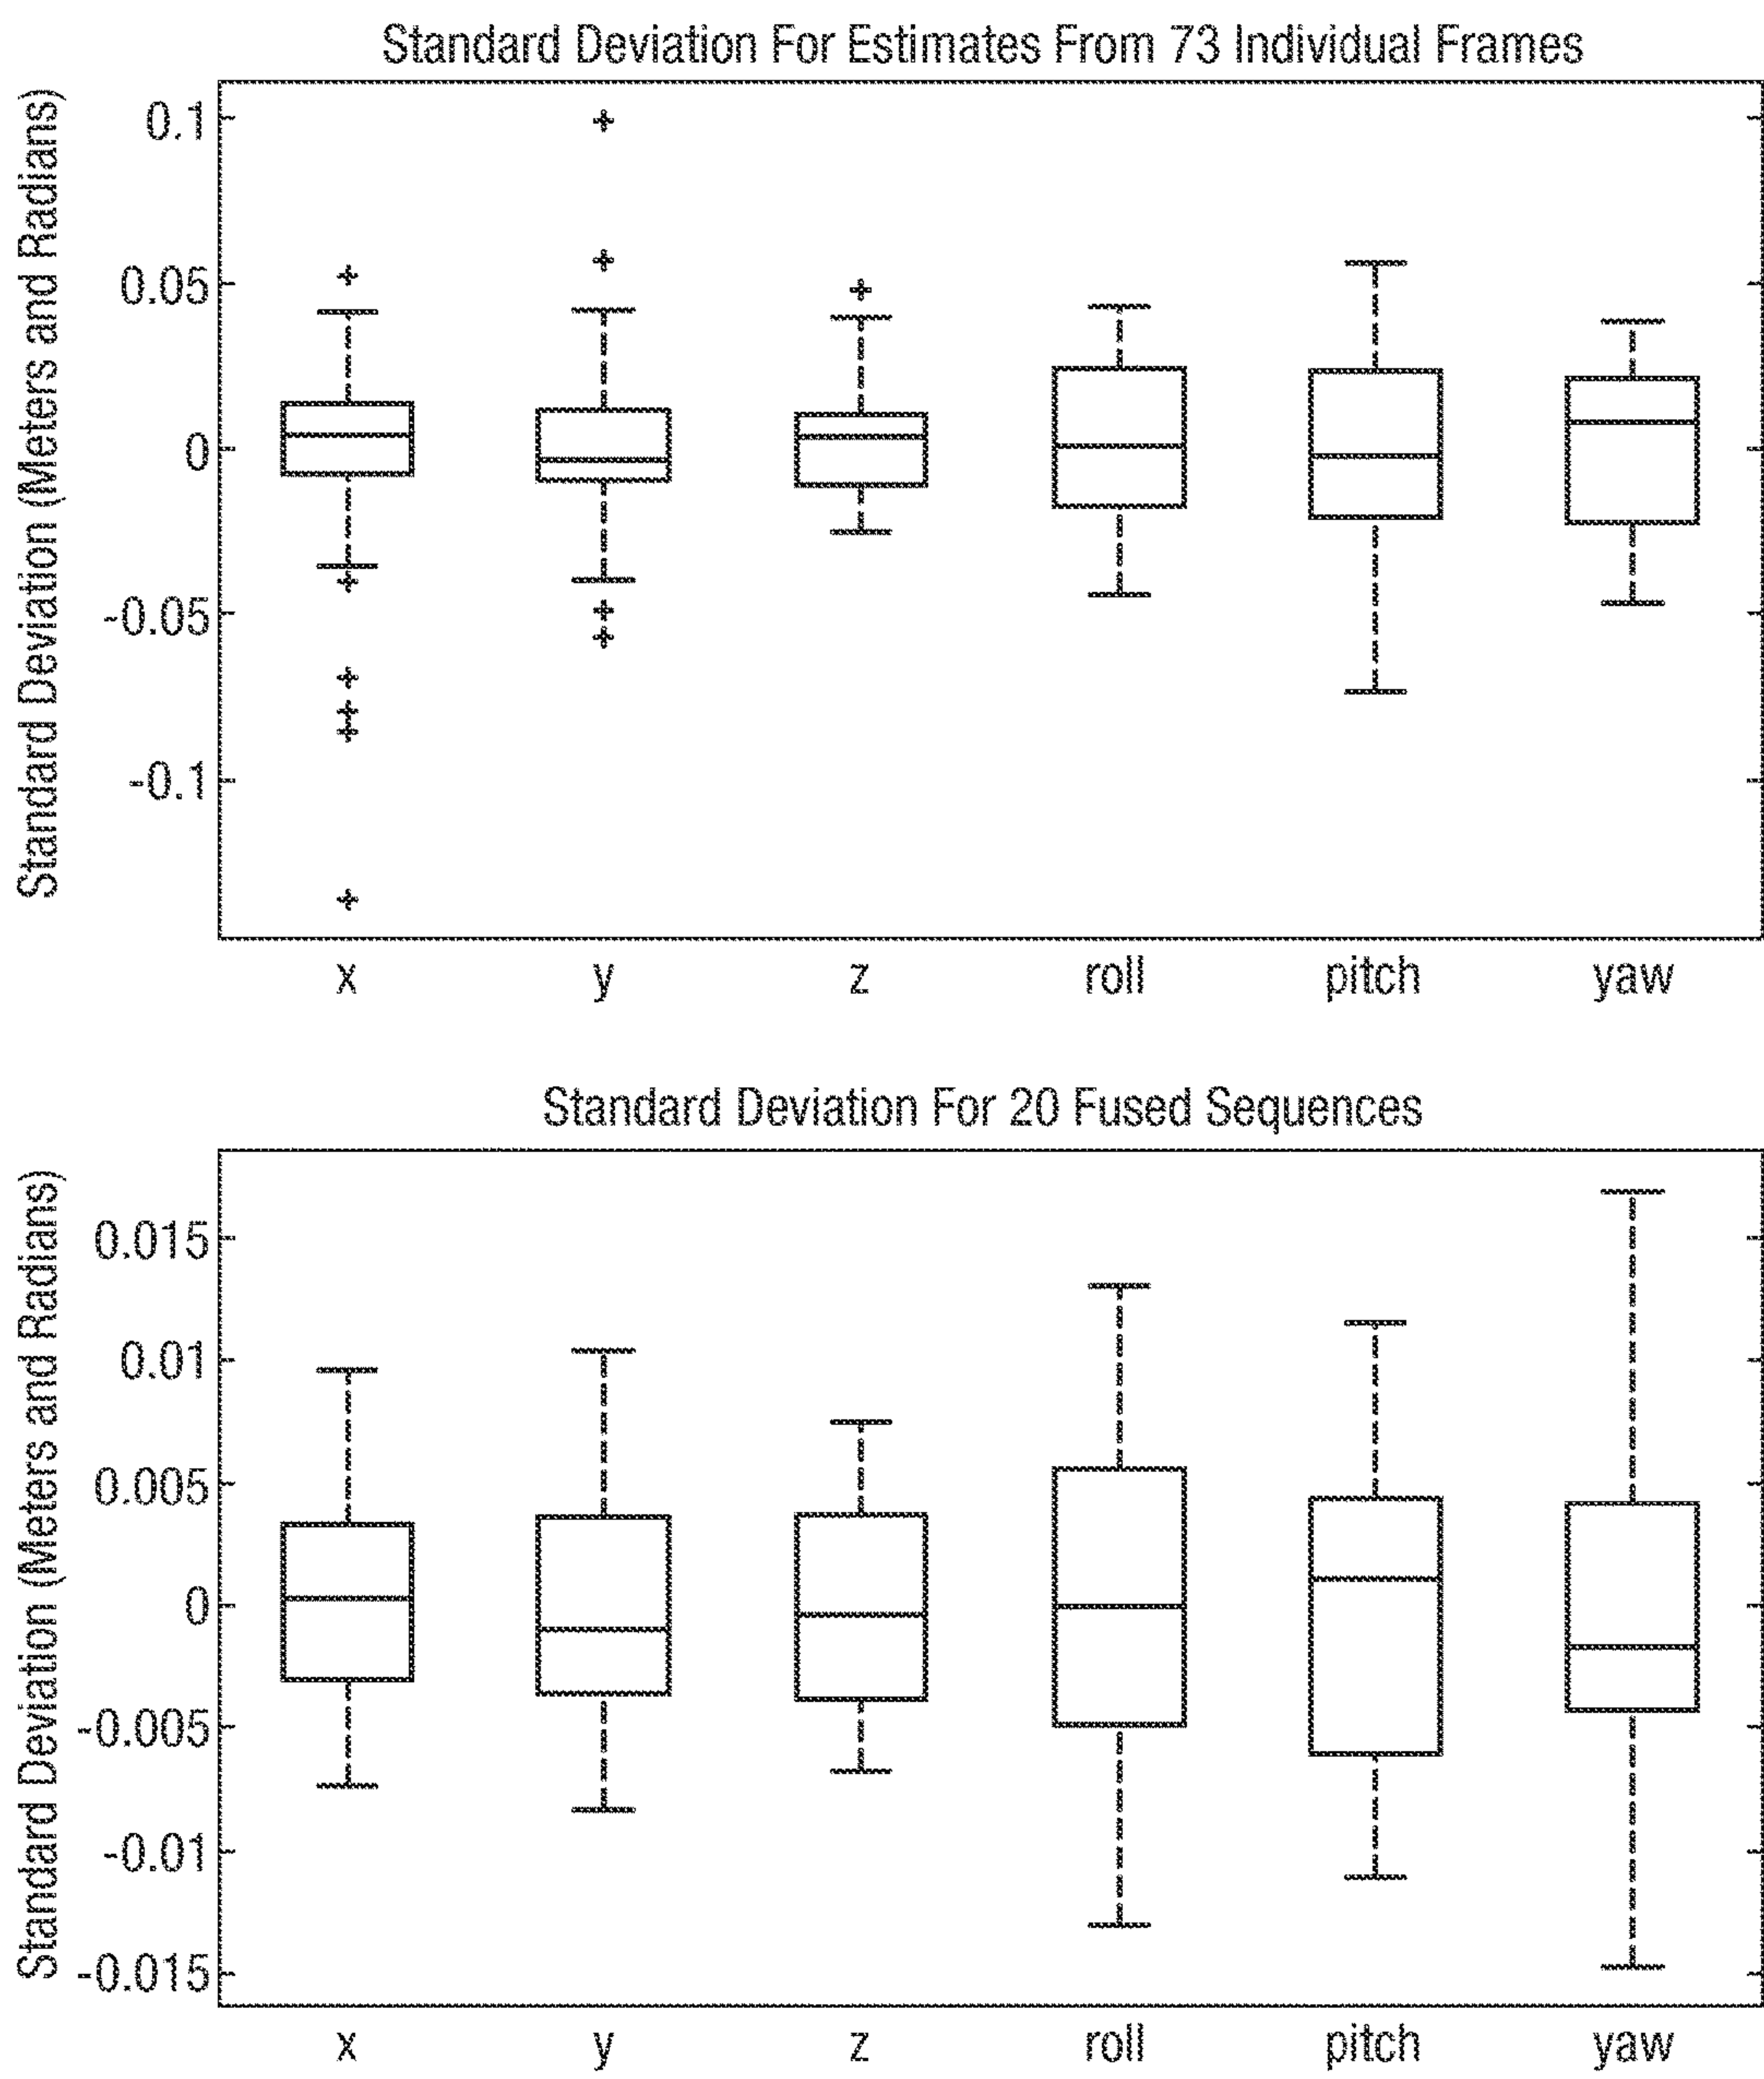 Standard Deviation For Estimates From 73 Individual Frames
Standard Deviation (Meters and Radians)
0.1
0.05
0
-0.05
-0.1
x y z roll pitch yaw
Standard Deviation For 20 Fused Sequences
Standard Deviation (Meters and Radians)
0.015
0.01
0.005
0
-0.005
-0.01
-0.015
x y z roll pitch yaw